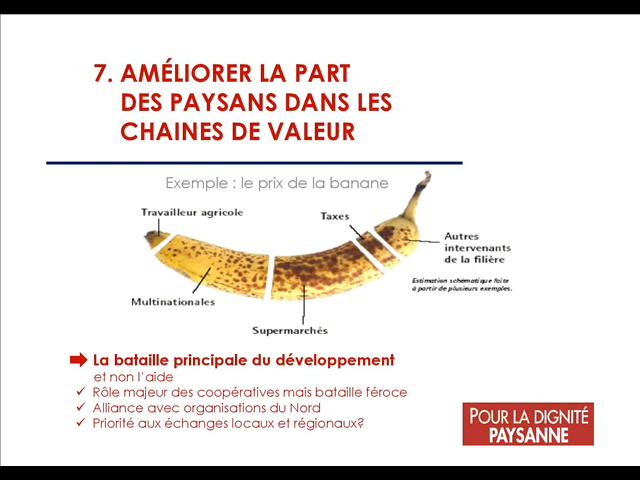 7. AMÉLIORER LA PART
DES PAYSANS DANS LES
CHAINES DE VALEUR
Exemple : le prix de la banane
Travailleur agricole
Taxes
Autres
intervenants
de la filière
Estimation schématique faite
à partir de plusieurs exemples.
Multinationales
Supermarchés
La bataille principale du développement
et non l'aide
✓ Rôle majeur des coopératives mais bataille féroce
✓ Alliance avec organisations du Nord
✓ Priorité aux échanges locaux et régionaux?
POUR LA DIGNITÉ
PAYSANNE